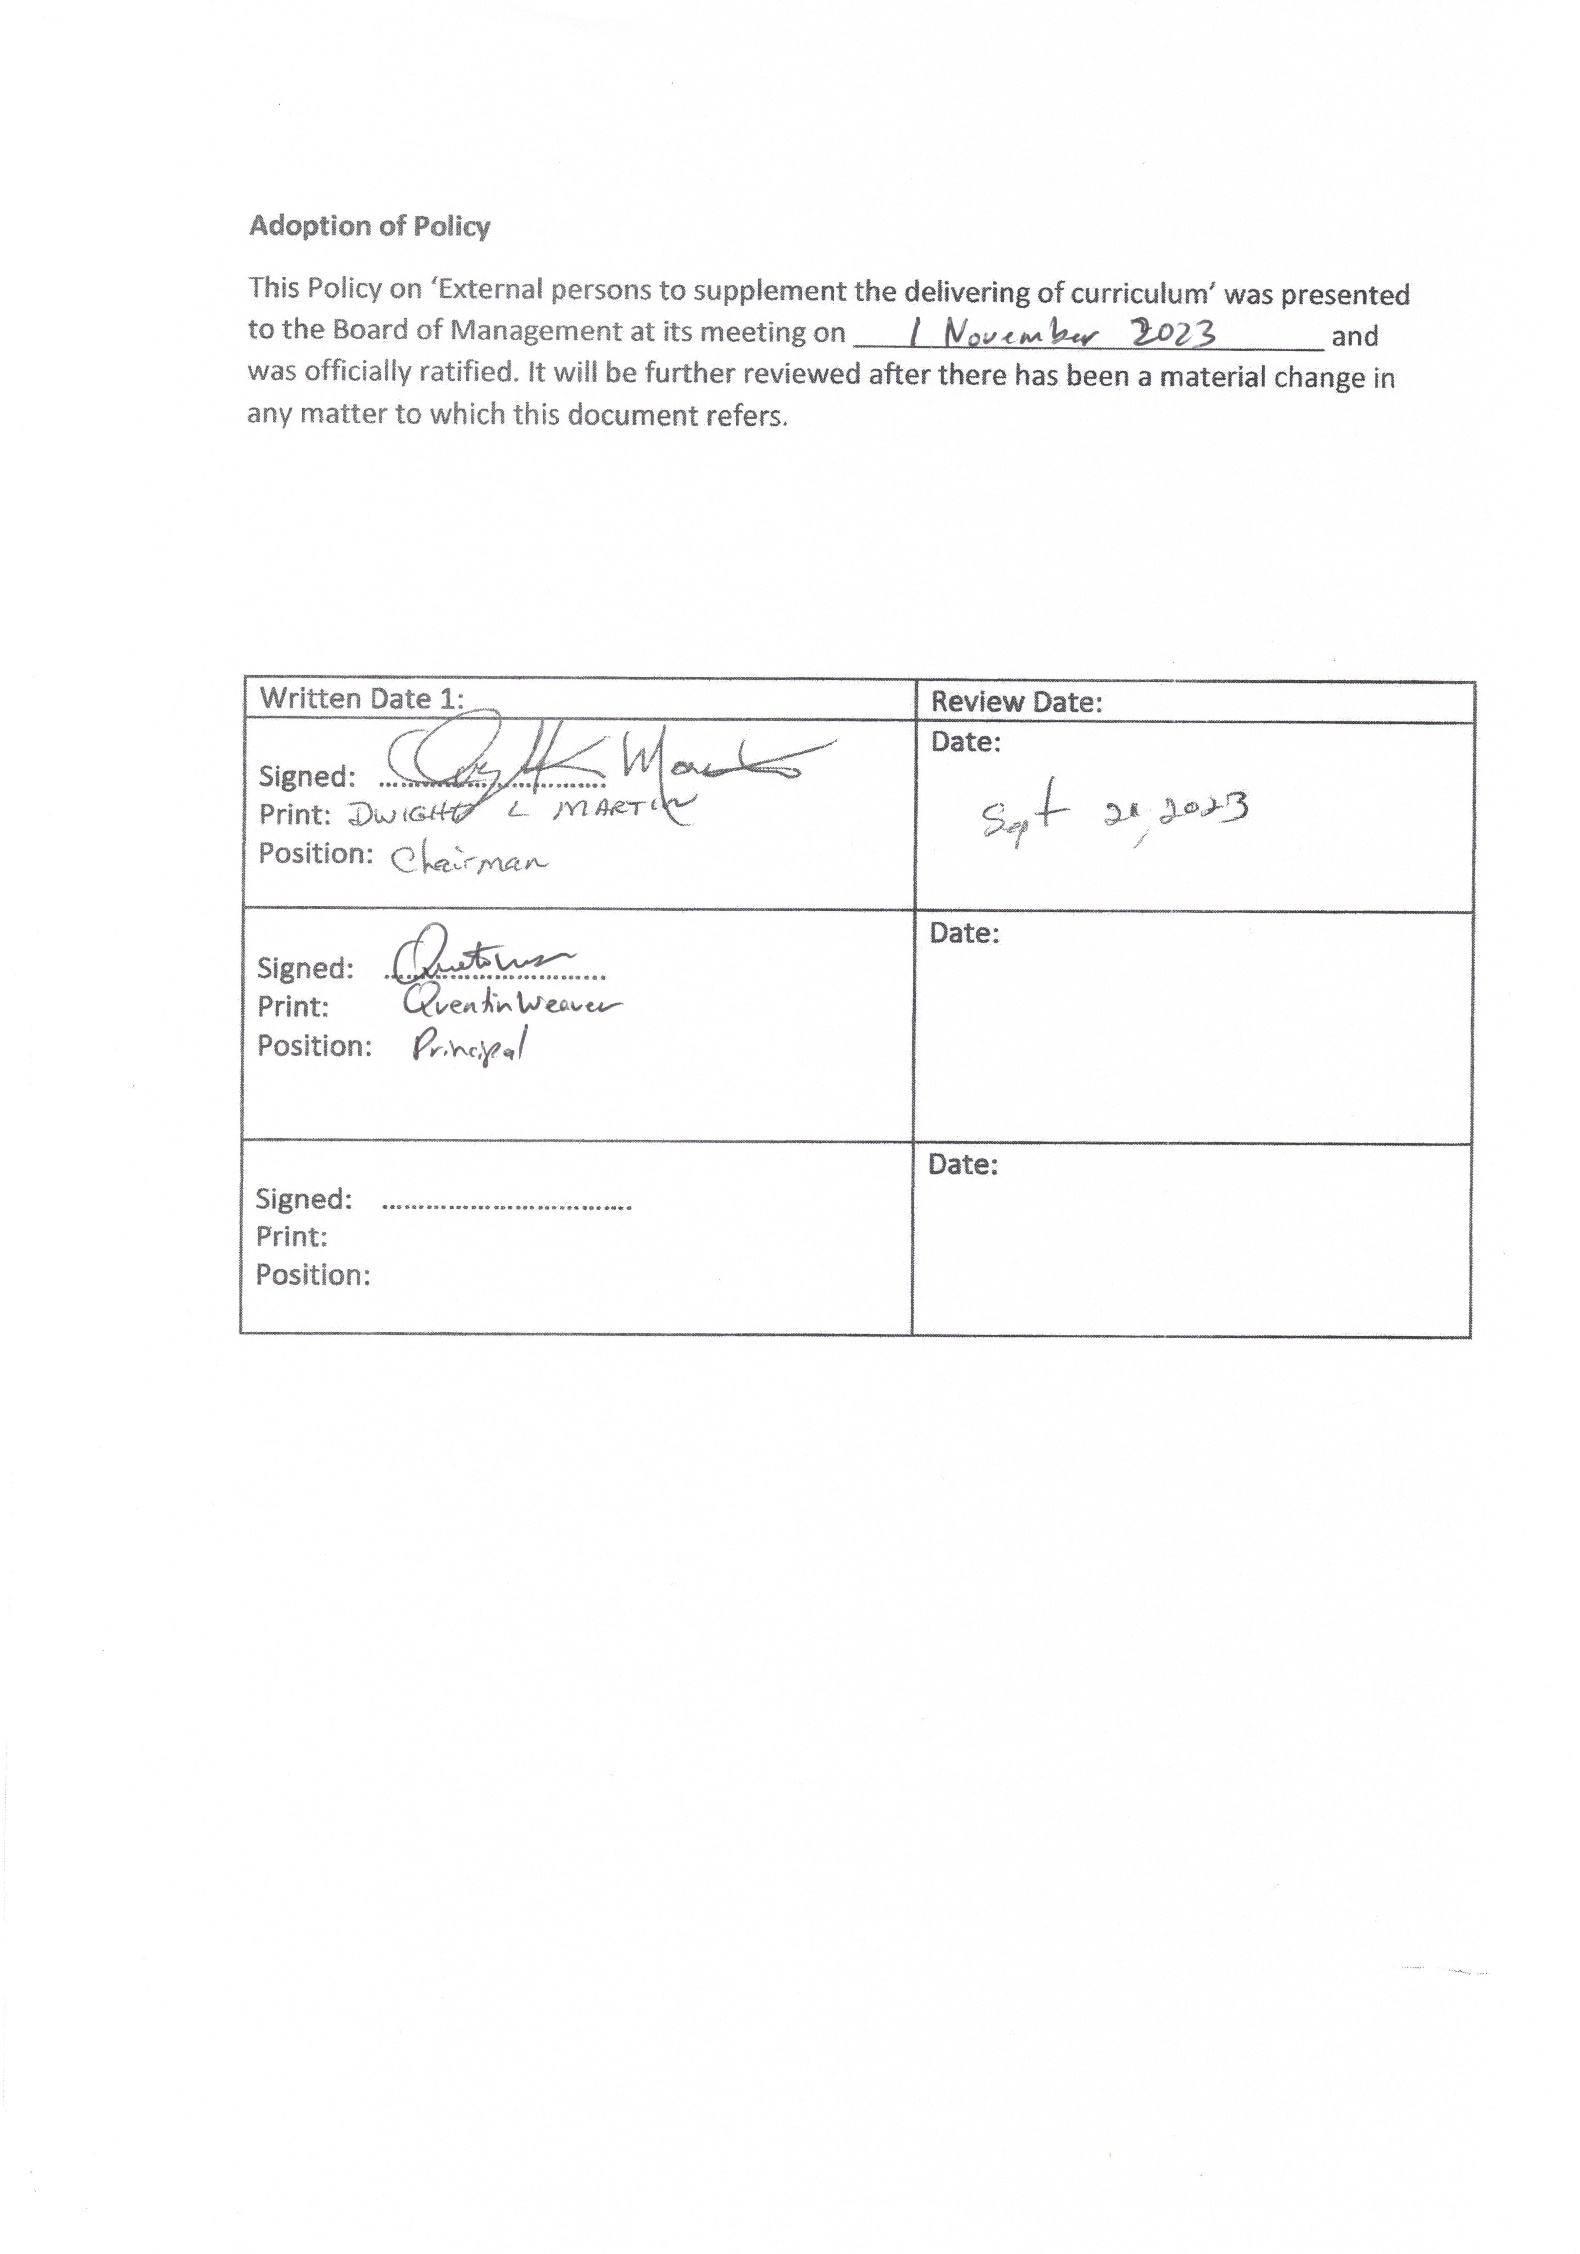 Adoption of Policy
This Policy on ‘External persons to supplement the delivering of curriculum’ was presented
to the Board of Management at its meeting on 1 November 2023 and
was officially ratified. It will be further reviewed after there has been a material change in
any matter to which this document refers.
Written Date 1:
Review Date:
Signed:
Print: DWIGHT L MARTIN
Position: Chairman
Date:
Sept 21, 2023
Signed:
Print: Quentin Weaver
Position: Principal
Date:
Signed: ..................................
Print:
Position:
Date: